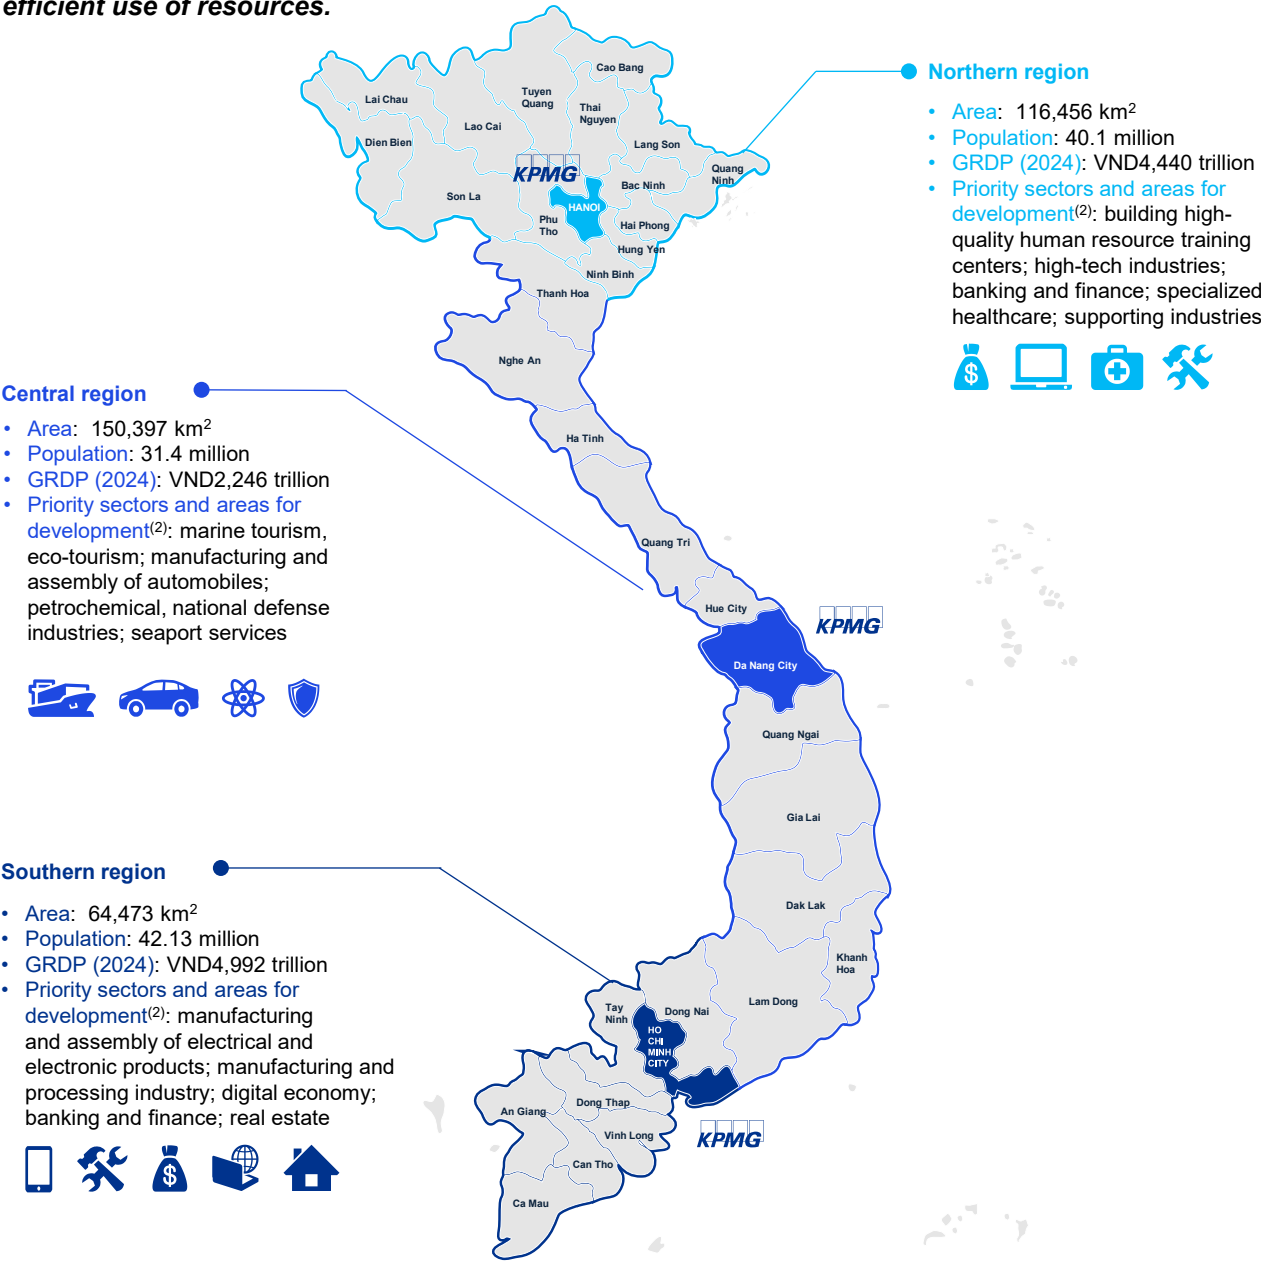 efficient use of resources.
Northern region
• Area: 116,456 km2
• Population: 40.1 million
• GRDP (2024): VND4,440 trillion
• Priority sectors and areas for
development(2): building high-
quality human resource training
centers; high-tech industries;
banking and finance; specialized
healthcare; supporting industries
Central region
• Area: 150,397 km2
• Population: 31.4 million
• GRDP (2024): VND2,246 trillion
• Priority sectors and areas for
development(2): marine tourism,
eco-tourism; manufacturing and
assembly of automobiles;
petrochemical, national defense
industries; seaport services
Southern region
• Area: 64,473 km2
• Population: 42.13 million
• GRDP (2024): VND4,992 trillion
• Priority sectors and areas for
development(2): manufacturing
and assembly of electrical and
electronic products; manufacturing and
processing industry; digital economy;
banking and finance; real estate
Cao Bang
Lai Chau
Tuyen
Quang
Thai
Nguyen
Lao Cai
Dien Bien
Lang Son
KPMG
Quang
Ninh
Bac Ninh
Son La
HANOI
Phu
Tho
Hai Phong
Hung Yen
Ninh Binh
Thanh Hoa
Nghe An
Ha Tinh
Quang Tri
Hue City
KPMG
Da Nang City
Quang Ngai
Gia Lai
Dak Lak
Khanh
Hoa
Lam Dong
Tay
Ninh
Dong Nai
HO
CHI
MINH
CITY
Dong Thap
An Giang
Vinh Long
KPMG
Can Tho
Ca Mau
$
$